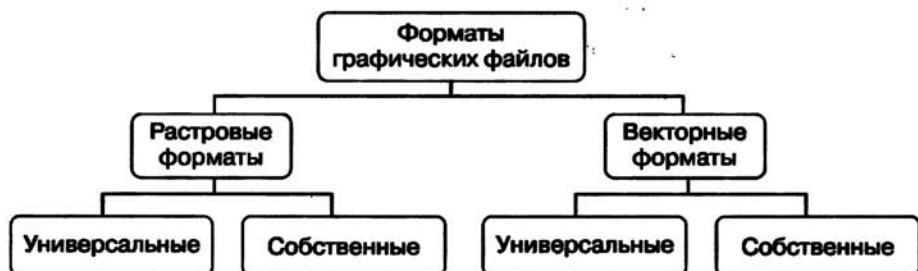 Форматы
графических файлов
Растровые
форматы
Векторные
форматы
Универсальные
Собственные
Универсальные
Собственные